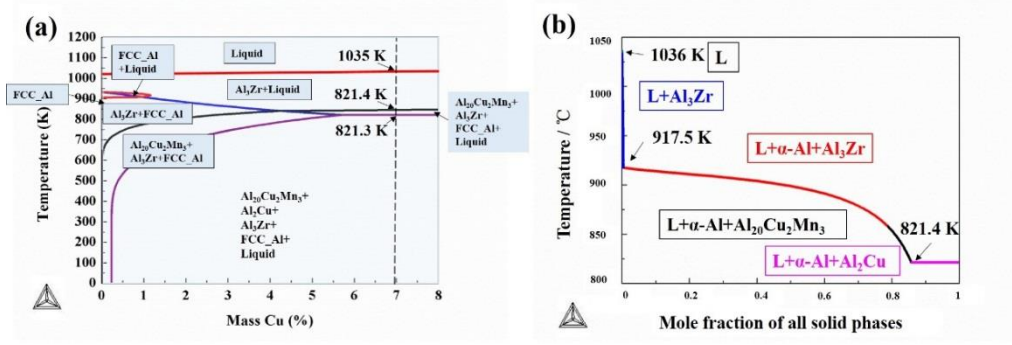 (a)
1200
1100
1000
900
800
700
600
500
400
300
200
100
0
Temperature (K)
0
1
2
3
4
5
6
7
8
Mass Cu (%)
FCC_Al
+Liquid
Liquid
1035 K
FCC_Al
Al3Zr+Liquid
Al3Zr+FCC_Al
821.4 K
821.3 K
Al20Cu2Mn3+
Al3Zr+
FCC_Al+
Liquid
Al20Cu2Mn3+
Al3Zr+FCC_Al
Al20Cu2Mn3+
Al2Cu+
Al3Zr+
FCC_Al+
Liquid
(b)
1050
1000
950
900
850
800
Temperature / ℃
0
0.2
0.4
0.6
0.8
1
Mole fraction of all solid phases
1036 K
L
L+Al3Zr
917.5 K
L+α-Al+Al3Zr
L+α-Al+Al20Cu2Mn3
821.4 K
L+α-Al+Al2Cu